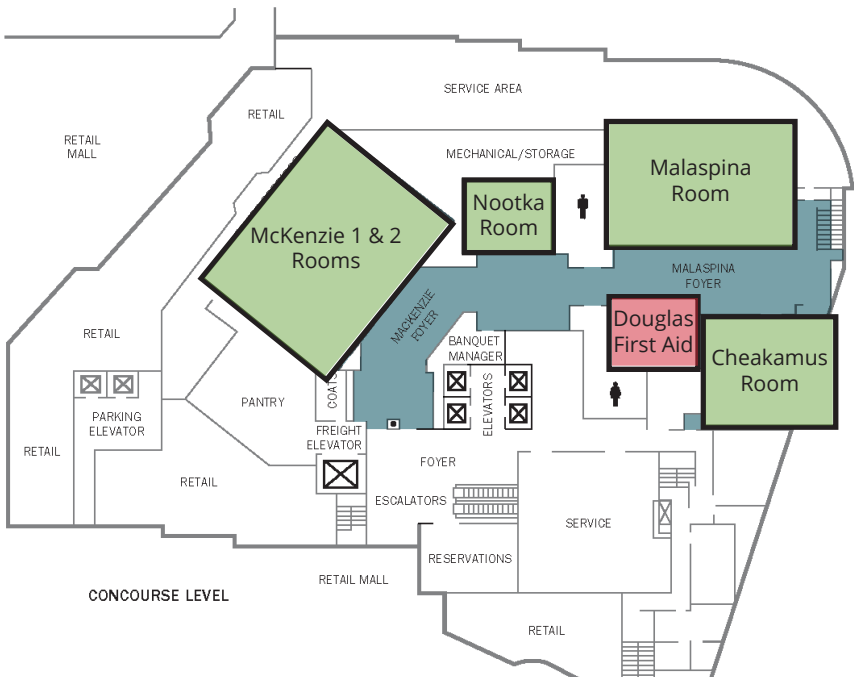 SERVICE AREA
RETAIL
RETAIL
MALL
MECHANICAL/STORAGE
Malaspina
Room
Nootka
Room
McKenzie 1 & 2
Rooms
MALASPINA
FOYER
MACKENZIE
FOYER
Douglas
First Aid
RETAIL
BANQUET
MANAGER
Cheakamus
Room
COATS
ELEVATORS
PANTRY
PARKING
ELEVATOR
FREIGHT
ELEVATOR
RETAIL
FOYER
RETAIL
ESCALATORS
SERVICE
RESERVATIONS
RETAIL MALL
CONCOURSE LEVEL
RETAIL